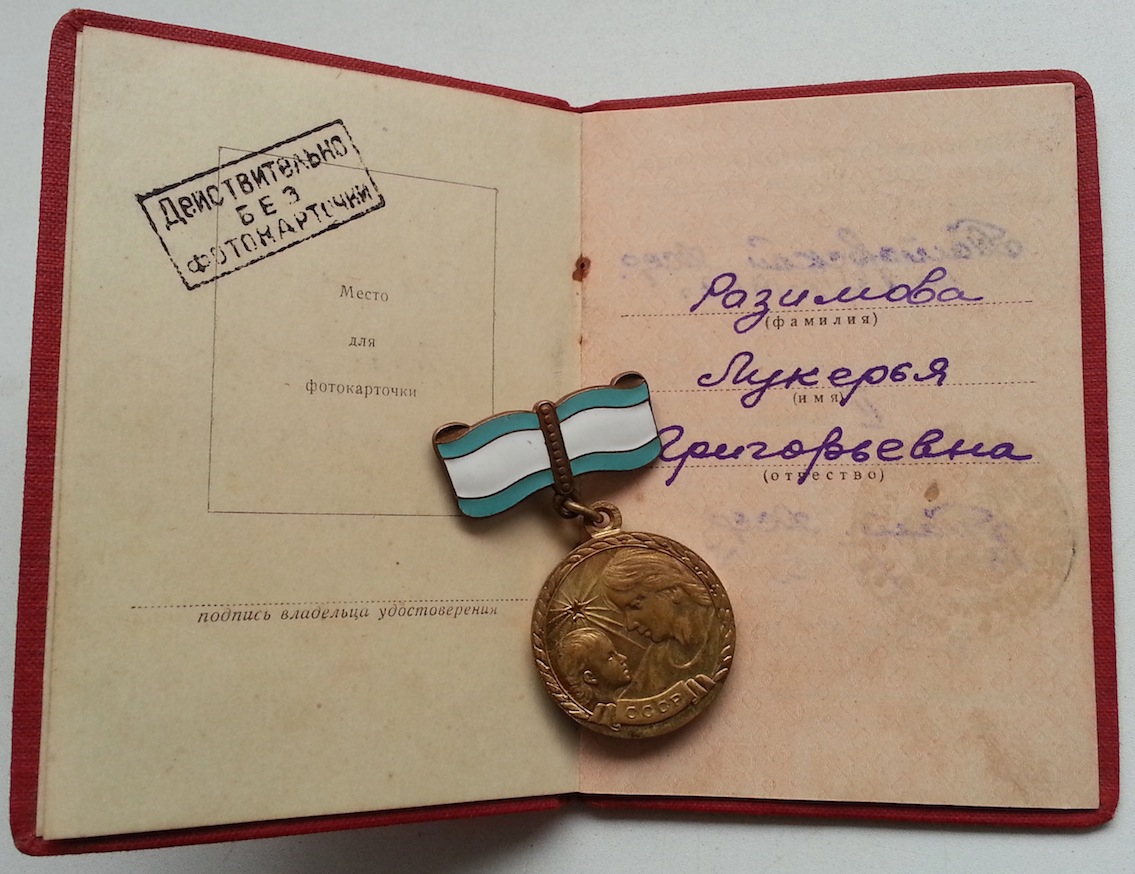 Действительно
БЕЗ
ФОТОКАРТОЧКИ
Место
для
фотокарточки
подпись владельца удостоверения
Разимова
(фамилия)
Лукерья
(имя)
Григорьевна
(отчество)
СССР